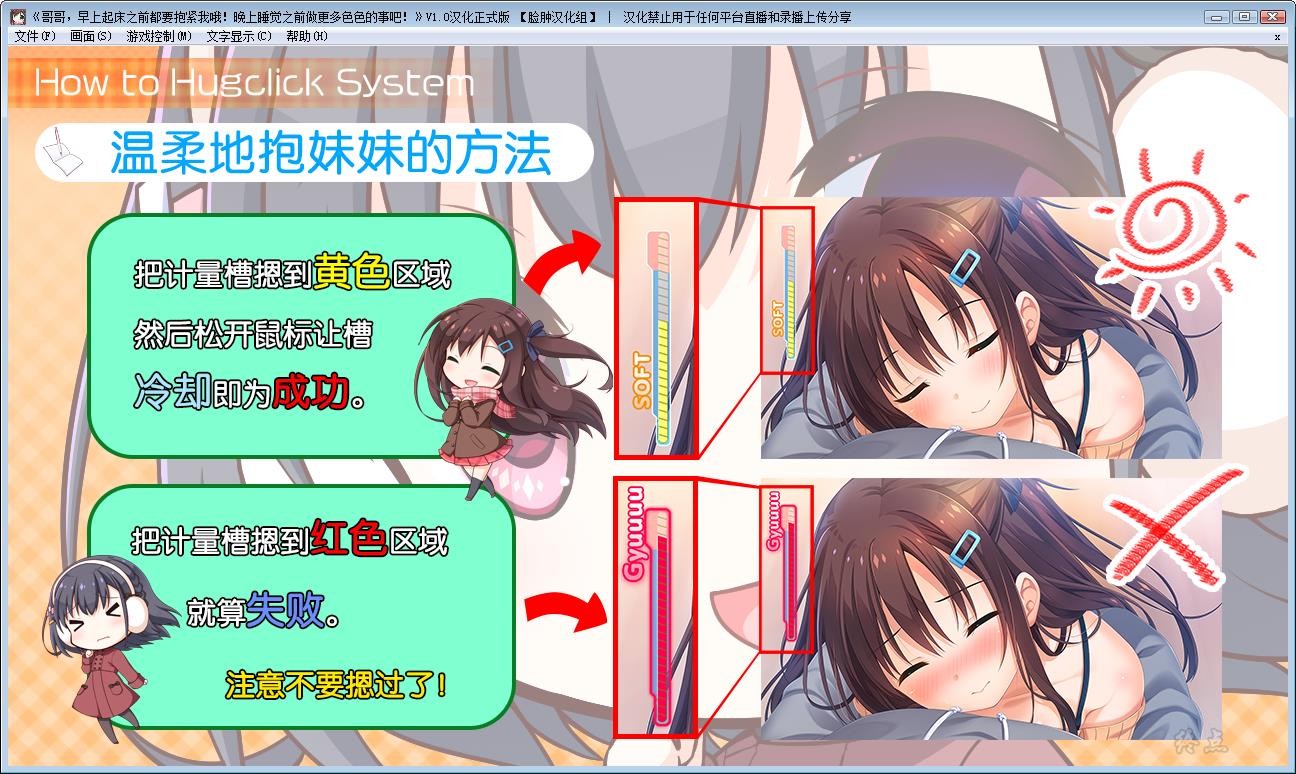 《哥哥，早上起床之前都要抱紧我哦！晚上睡觉之前做更多色色的事吧！》V1.0汉化正式版 【脸肿汉化组】 | 汉化禁止用于任何平台直播和录播上传分享
文件(F) 画面(S) 游戏控制(M) 文字显示(C) 帮助(H)
How to Hugclick System
温柔地抱妹妹的方法
把计量槽摁到黄色区域
然后松开鼠标让槽
冷却即为成功。
SOFT
SOFT
把计量槽摁到红色区域
就算失败。
注意不要摁过了！
Gyuuuu
Gyuuuu
终点